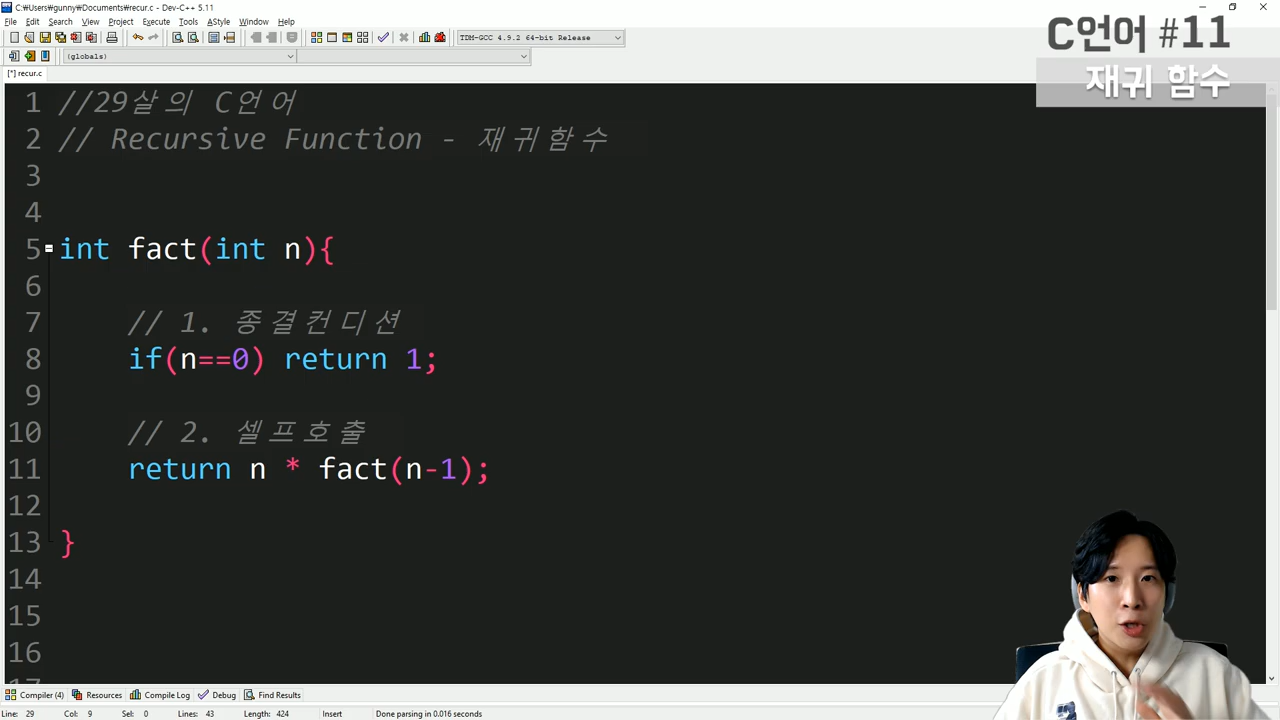 C:₩Users₩gunny₩Documents₩recur.c - Dev-C++ 5.11
File Edit Search View Project Execute Tools AStyle Window Help
TDM-GCC 4.9.2 64-bit Release
(globals)
[*] recur.c
C언어 #11
재귀 함수
1 //29살의 C언어
2 // Recursive Function - 재귀함수
3
4
5 int fact(int n){
6
7 // 1. 종결컨디션
8 if(n==0) return 1;
9
10 // 2. 셀프호출
11 return n * fact(n-1);
12
13 }
14
15
16
17
Compiler (4) Resources Compile Log Debug Find Results
Line: 29 Col: 9 Sel: 0 Lines: 43 Length: 424 Insert Done parsing in 0.016 seconds